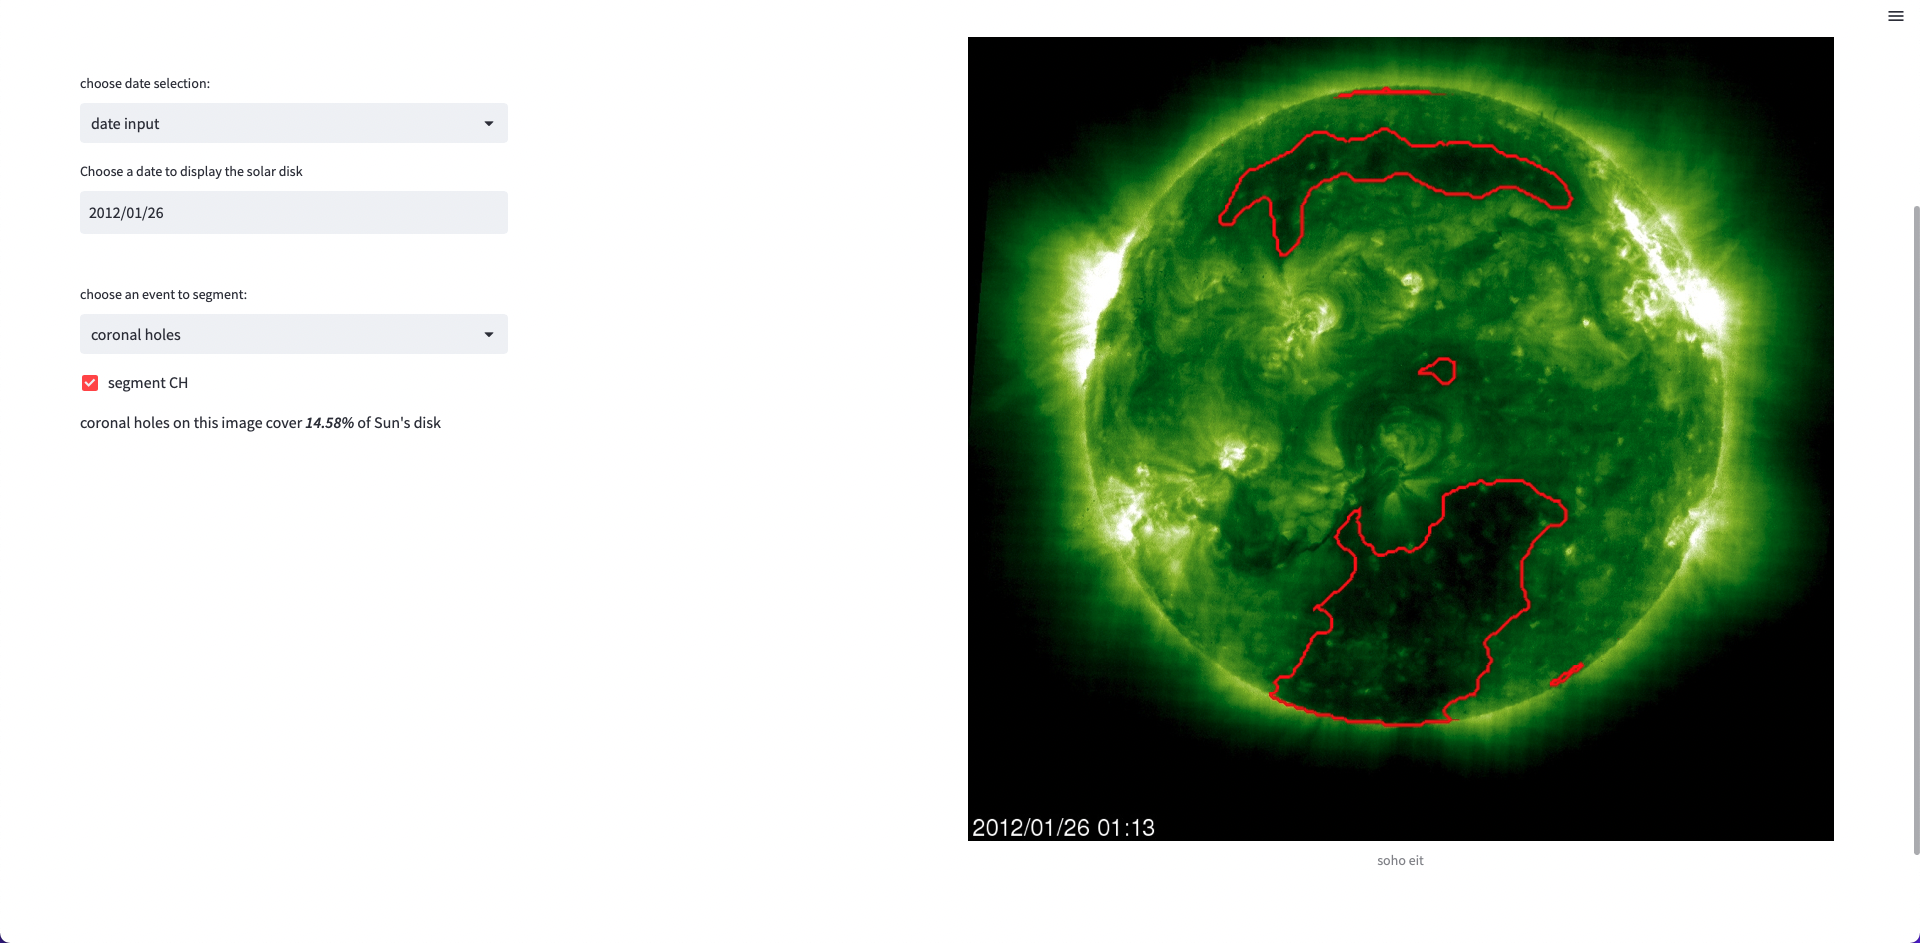 choose date selection:
date input
Choose a date to display the solar disk
2012/01/26
choose an event to segment:
coronal holes
segment CH
coronal holes on this image cover 14.58% of Sun's disk
2012/01/26 01:13
soho eit